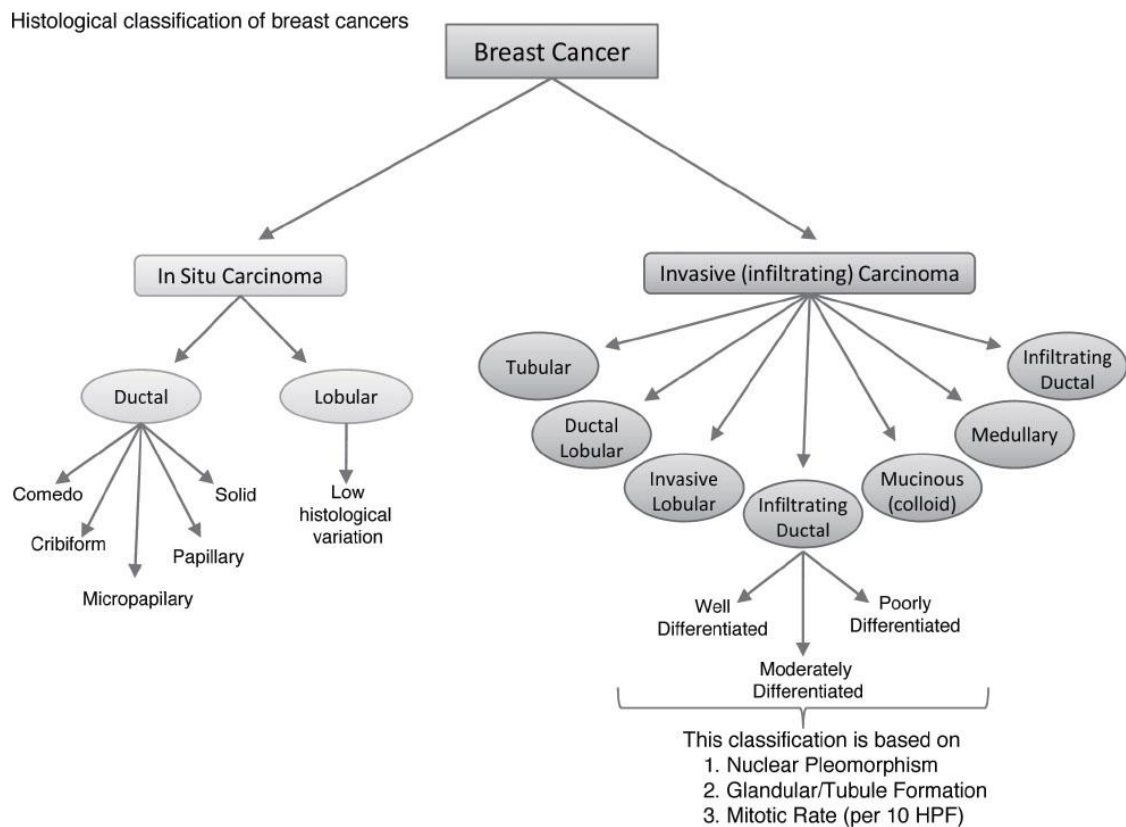 Histological classification of breast cancers
Breast Cancer
In Situ Carcinoma
Invasive (infiltrating) Carcinoma
Ductal
Lobular
Comedo
Cribiform
Micropapilary
Papillary
Solid
Low
histological
variation
Tubular
Ductal
Lobular
Invasive
Lobular
Infiltrating
Ductal
Mucinous
(colloid)
Medullary
Infiltrating
Ductal
Well
Differentiated
Moderately
Differentiated
Poorly
Differentiated
This classification is based on
1. Nuclear Pleomorphism
2. Glandular/Tubule Formation
3. Mitotic Rate (per 10 HPF)